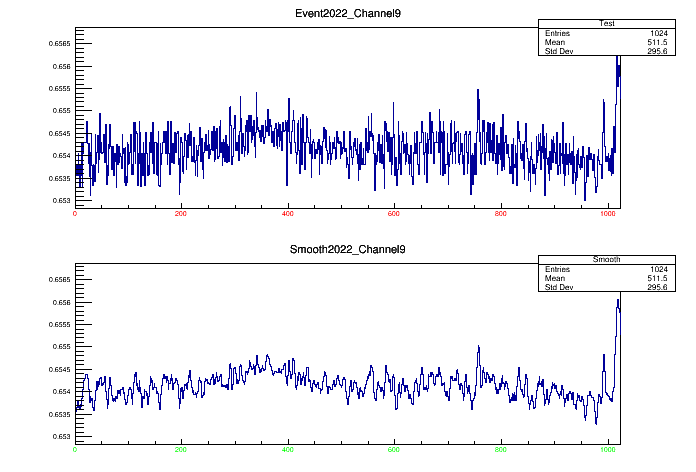 Event2022_Channel9
Test
Entries 1024
Mean 511.5
Std Dev 295.6
0.6565
0.656
0.6555
0.655
0.6545
0.654
0.6535
0.653
0 200 400 600 800 1000
Smooth2022_Channel9
Smooth
Entries 1024
Mean 511.5
Std Dev 295.6
0.6565
0.656
0.6555
0.655
0.6545
0.654
0.6535
0.653
0 200 400 600 800 1000